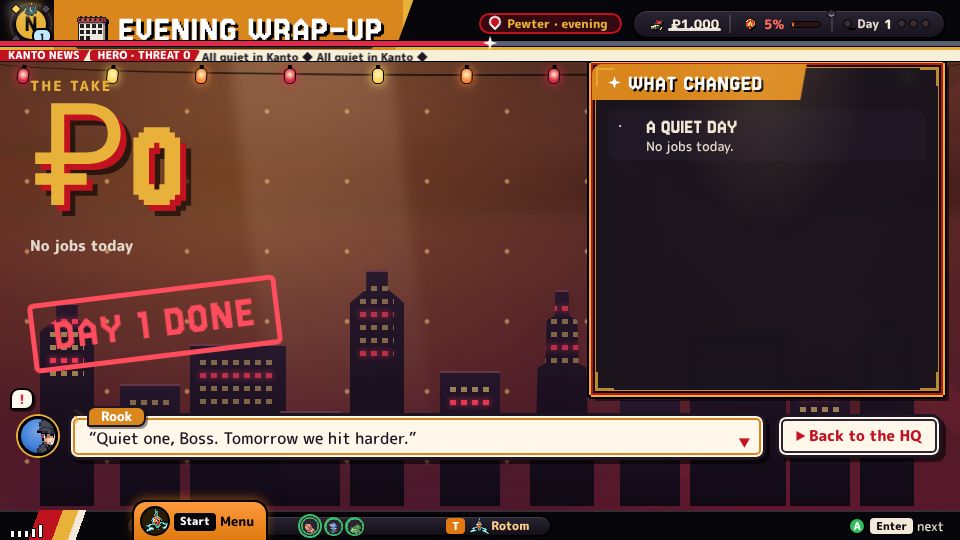 EVENING WRAP-UP
Pewter · evening
₽1,000
5%
Day 1
KANTO NEWS
HERO · THREAT 0
All quiet in Kanto ◆ All quiet in Kanto ◆
THE TAKE
₽0
No jobs today
DAY 1 DONE
WHAT CHANGED
A QUIET DAY
No jobs today.
!
Rook
“Quiet one, Boss. Tomorrow we hit harder.”
Back to the HQ
Start Menu
T Rotom
A Enter next